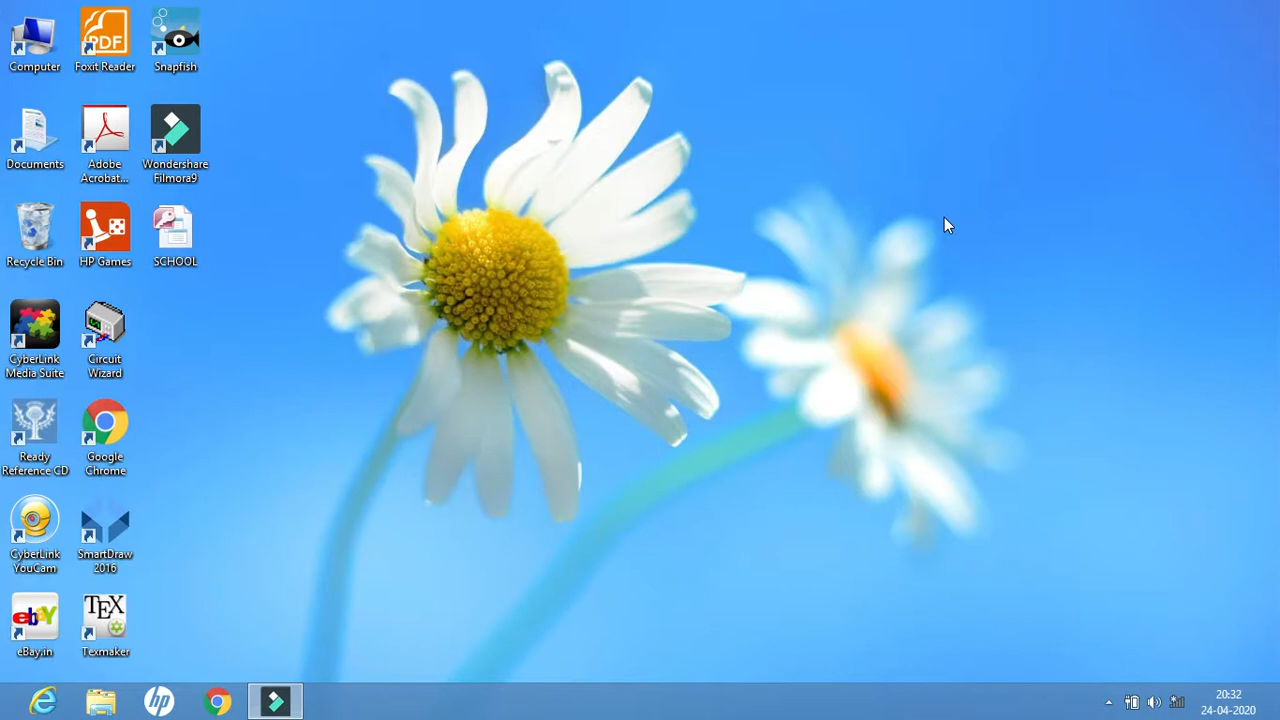 Computer
Foxit Reader
PDF
Snapfish
Documents
Adobe
Acrobat...
Wondershare
Filmora9
Recycle Bin
HP Games
SCHOOL
CyberLink
Media Suite
Circuit
Wizard
Ready
Reference CD
Google
Chrome
CyberLink
YouCam
SmartDraw
2016
ebay
eBay.in
TEX
Texmaker
hp
20:32
24-04-2020